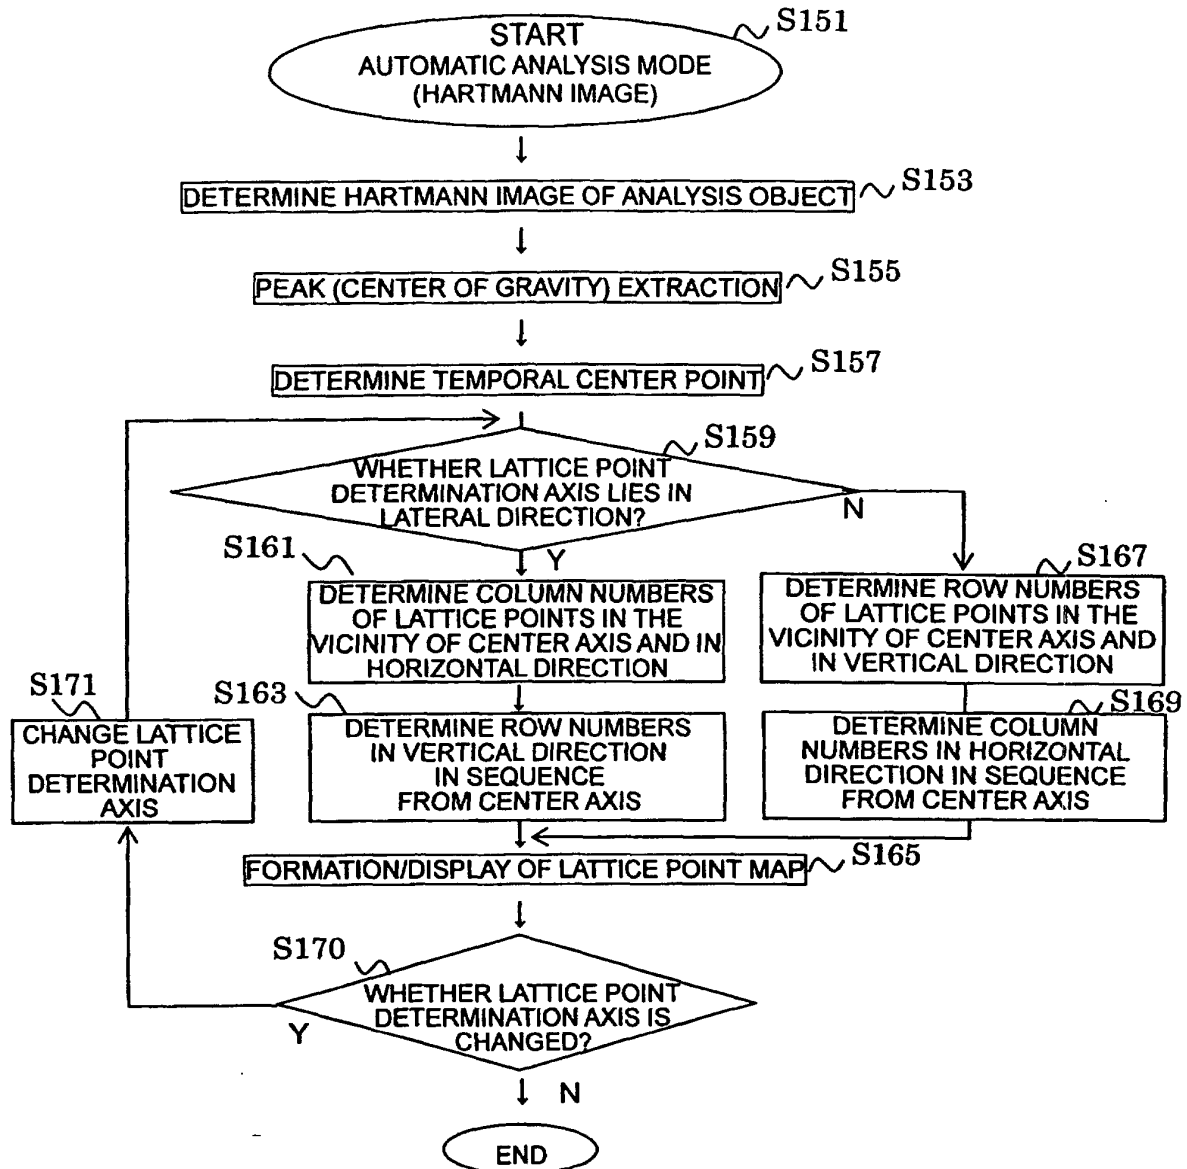 START
AUTOMATIC ANALYSIS MODE
(HARTMANN IMAGE)
S151
DETERMINE HARTMANN IMAGE OF ANALYSIS OBJECT
S153
PEAK (CENTER OF GRAVITY) EXTRACTION
S155
DETERMINE TEMPORAL CENTER POINT
S157
WHETHER LATTICE POINT
DETERMINATION AXIS LIES IN
LATERAL DIRECTION?
S159
N
Y
S161
DETERMINE COLUMN NUMBERS
OF LATTICE POINTS IN THE
VICINITY OF CENTER AXIS AND IN
HORIZONTAL DIRECTION
S167
DETERMINE ROW NUMBERS
OF LATTICE POINTS IN THE
VICINITY OF CENTER AXIS AND
IN VERTICAL DIRECTION
S171
CHANGE LATTICE
POINT
DETERMINATION
AXIS
S163
DETERMINE ROW NUMBERS
IN VERTICAL DIRECTION
IN SEQUENCE
FROM CENTER AXIS
S169
DETERMINE COLUMN
NUMBERS IN HORIZONTAL
DIRECTION IN SEQUENCE
FROM CENTER AXIS
FORMATION/DISPLAY OF LATTICE POINT MAP
S165
S170
WHETHER LATTICE POINT
DETERMINATION AXIS IS
CHANGED?
Y
N
END